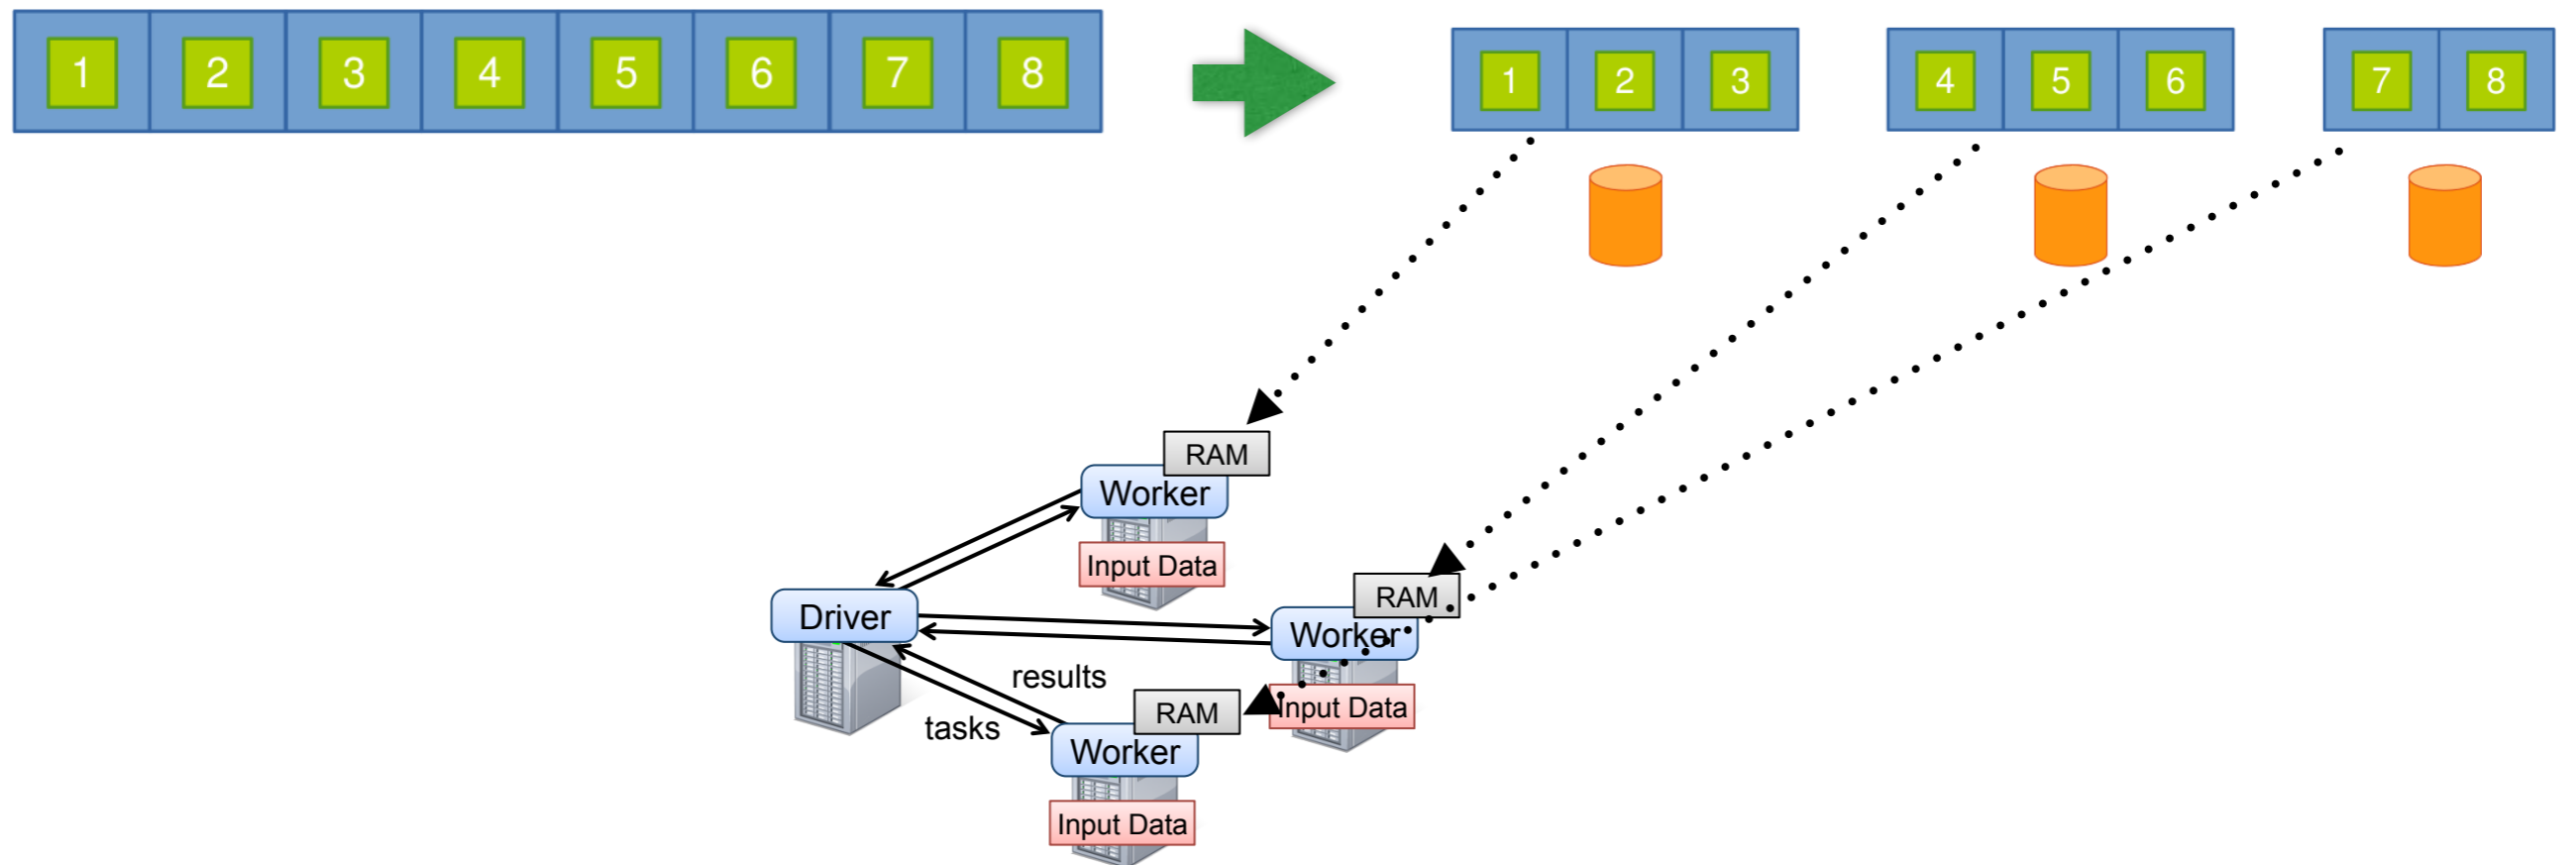 1 2 3 4 5 6 7 8
1 2 3
4 5 6
7 8
RAM
Worker
Input Data
Driver
RAM
Worker
Input Data
results
tasks
RAM
Worker
Input Data